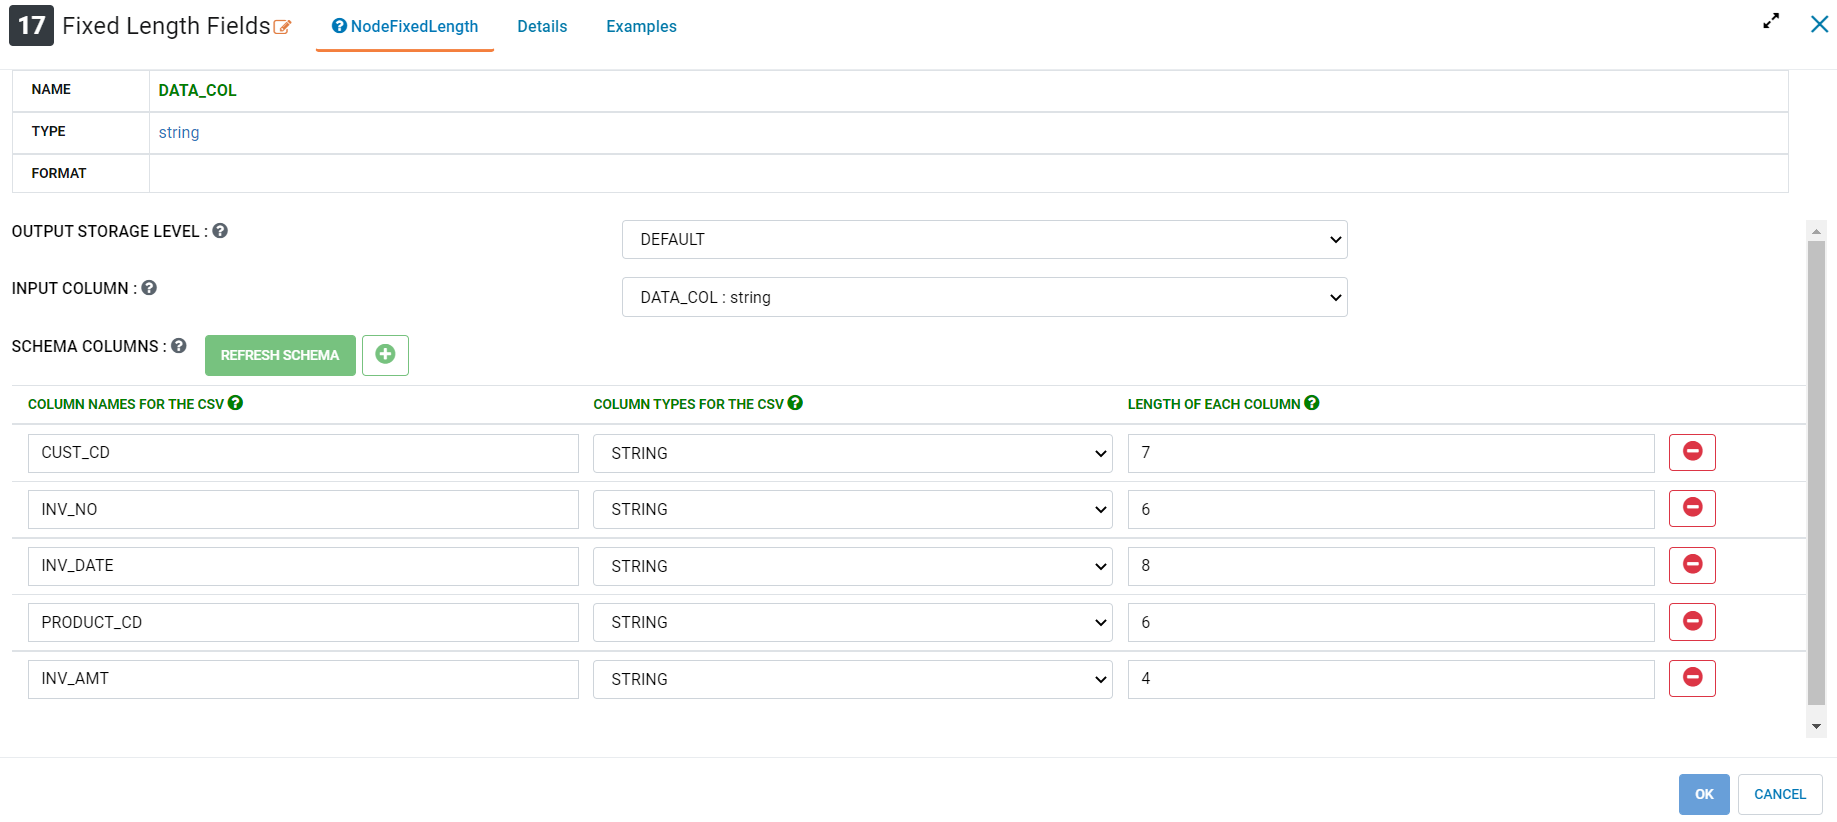 17 Fixed Length Fields NodeFixedLength Details Examples
NAME DATA_COL
TYPE string
FORMAT
OUTPUT STORAGE LEVEL : DEFAULT
INPUT COLUMN : DATA_COL : string
SCHEMA COLUMNS : REFRESH SCHEMA
COLUMN NAMES FOR THE CSV COLUMN TYPES FOR THE CSV LENGTH OF EACH COLUMN
CUST_CD STRING 7
INV_NO STRING 6
INV_DATE STRING 8
PRODUCT_CD STRING 6
INV_AMT STRING 4
OK CANCEL